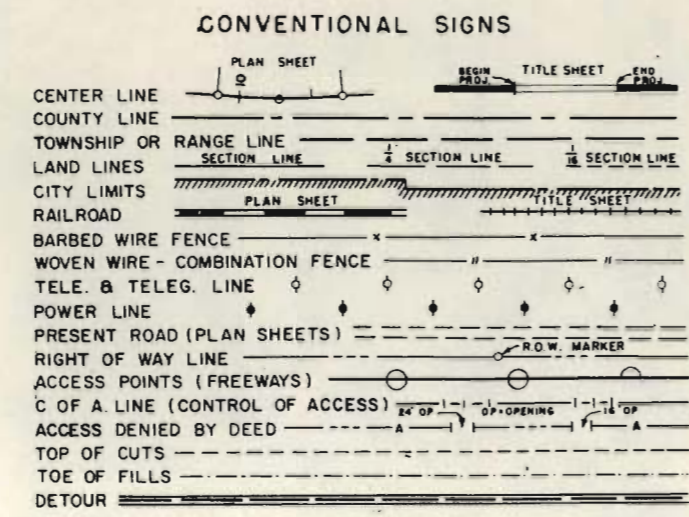 CONVENTIONAL SIGNS
PLAN SHEET
10
BEGIN PROJ. TITLE SHEET END PROJ.
CENTER LINE
COUNTY LINE
TOWNSHIP OR RANGE LINE
LAND LINES SECTION LINE 1/4 SECTION LINE 1/16 SECTION LINE
CITY LIMITS
RAILROAD PLAN SHEET TITLE SHEET
BARBED WIRE FENCE x x
WOVEN WIRE - COMBINATION FENCE
TELE. & TELEG. LINE
POWER LINE
PRESENT ROAD (PLAN SHEETS)
RIGHT OF WAY LINE R.O.W. MARKER
ACCESS POINTS (FREEWAYS)
C OF A. LINE (CONTROL OF ACCESS) 24' OP OP=OPENING 16' OP
ACCESS DENIED BY DEED A A
TOP OF CUTS
TOE OF FILLS
DETOUR